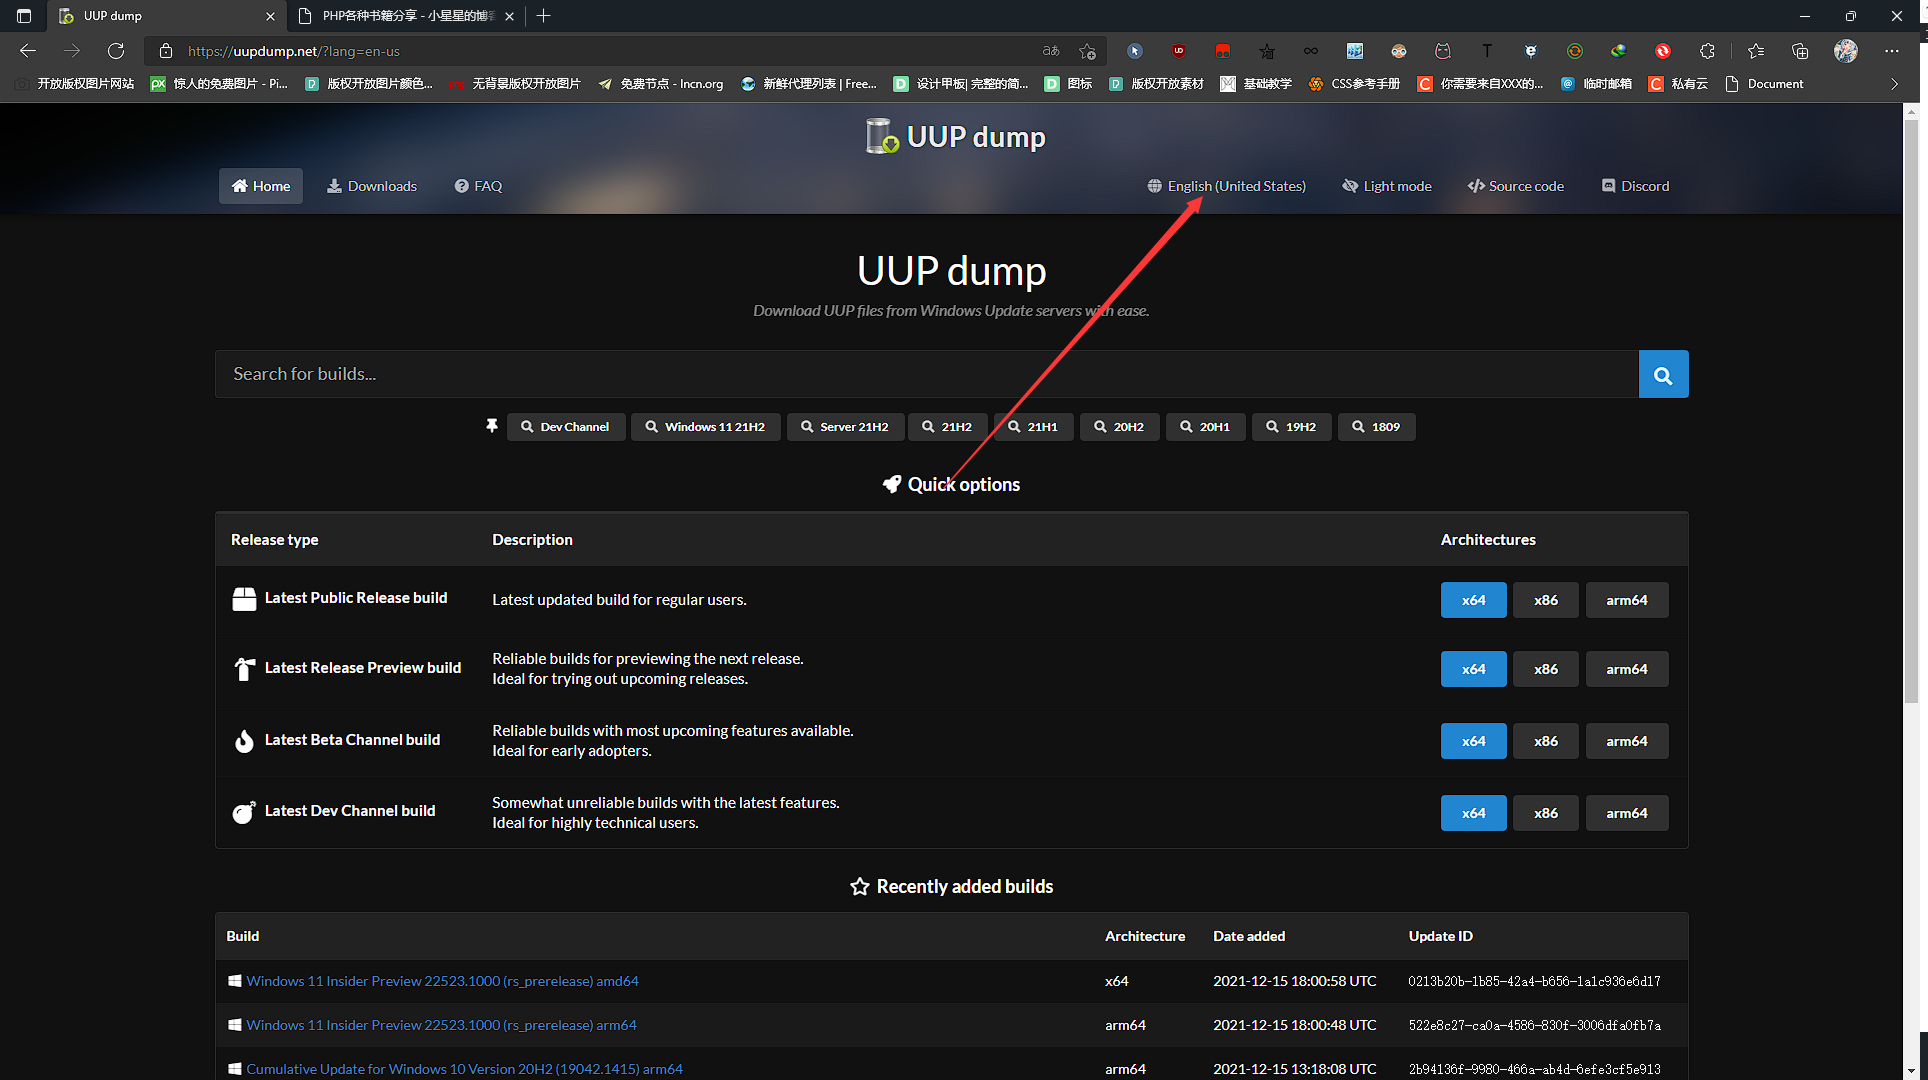 UUP dump
PHP各种书籍分享 - 小星星的博客
https://uupdump.net/?lang=en-us
开放版权图片网站
惊人的免费图片 - Pi...
版权开放图片颜色...
无背景版权开放图片
免费节点 - lncn.org
新鲜代理列表 | Free...
设计甲板| 完整的简...
图标
版权开放素材
基础教学
CSS参考手册
你需要来自XXX的...
临时邮箱
私有云
Document
UUP dump
Home
Downloads
FAQ
English (United States)
Light mode
Source code
Discord
UUP dump
Download UUP files from Windows Update servers with ease.
Search for builds...
Dev Channel
Windows 11 21H2
Server 21H2
21H2
21H1
20H2
20H1
19H2
1809
Quick options
Release type Description Architectures
Latest Public Release build
Latest updated build for regular users.
x64 x86 arm64
Latest Release Preview build
Reliable builds for previewing the next release.
Ideal for trying out upcoming releases.
x64 x86 arm64
Latest Beta Channel build
Reliable builds with most upcoming features available.
Ideal for early adopters.
x64 x86 arm64
Latest Dev Channel build
Somewhat unreliable builds with the latest features.
Ideal for highly technical users.
x64 x86 arm64
Recently added builds
Build Architecture Date added Update ID
Windows 11 Insider Preview 22523.1000 (rs_prerelease) amd64 x64 2021-12-15 18:00:58 UTC 0213b20b-1b85-42a4-b656-1a1c936e6d17
Windows 11 Insider Preview 22523.1000 (rs_prerelease) arm64 arm64 2021-12-15 18:00:48 UTC 522e8c27-ca0a-4586-830f-3006dfa0fb7a
Cumulative Update for Windows 10 Version 20H2 (19042.1415) arm64 arm64 2021-12-15 13:18:08 UTC 2b94136f-9980-466a-ab4d-6efe3cf5e913